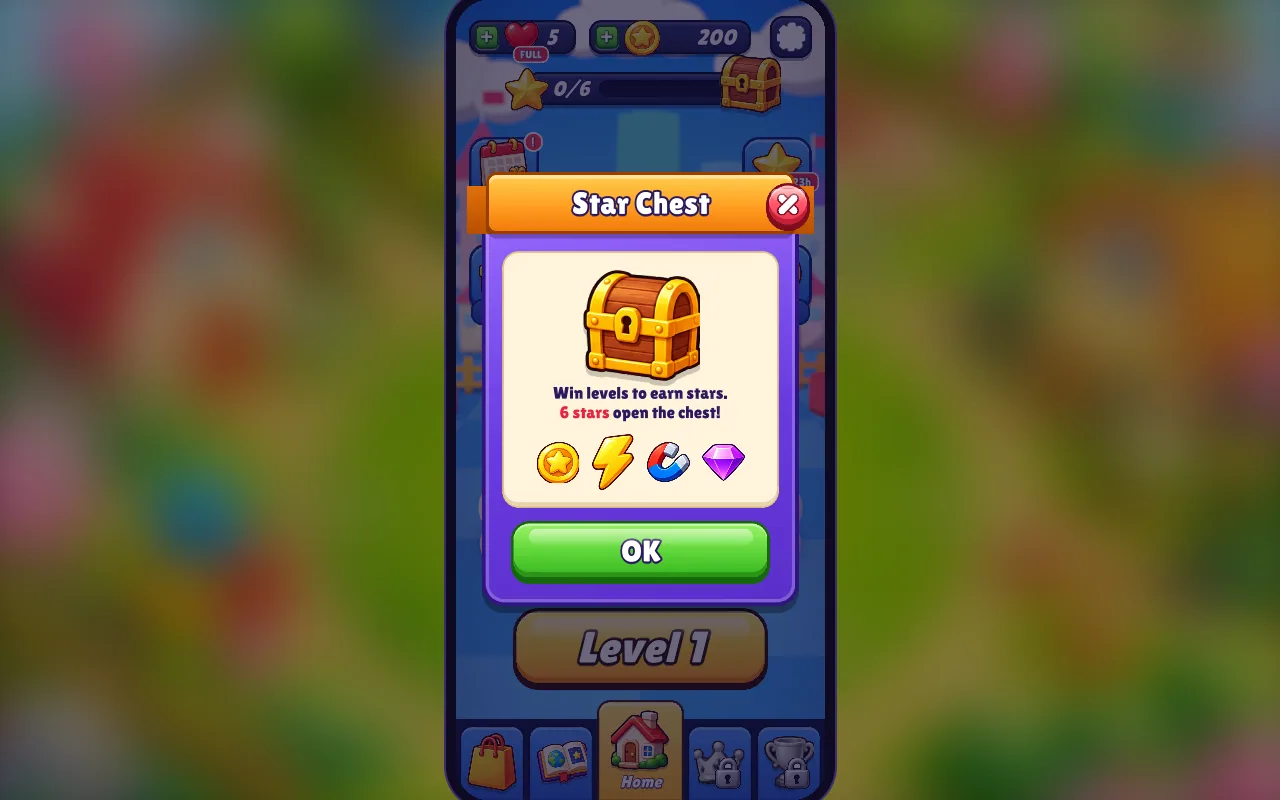 5
FULL
200
0/6
!
23h
Star Chest
Win levels to earn stars.
6 stars open the chest!
OK
Level 1
Home